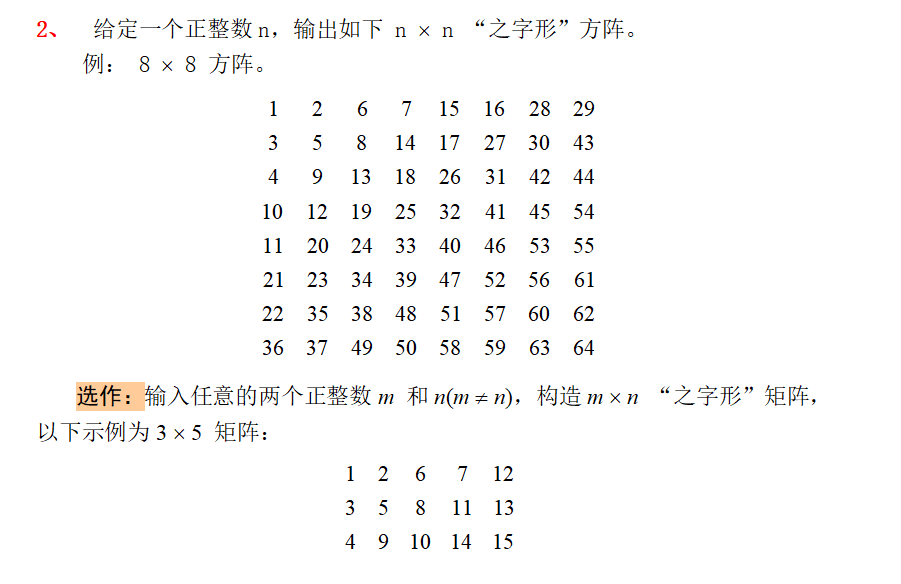 2、 给定一个正整数 n，输出如下 n × n “之字形”方阵。
例： 8 × 8 方阵。
1 2 6 7 15 16 28 29
3 5 8 14 17 27 30 43
4 9 13 18 26 31 42 44
10 12 19 25 32 41 45 54
11 20 24 33 40 46 53 55
21 23 34 39 47 52 56 61
22 35 38 48 51 57 60 62
36 37 49 50 58 59 63 64
选作：输入任意的两个正整数 m 和 n(m ≠ n)，构造 m × n “之字形”矩阵，
以下示例为 3 × 5 矩阵：
1 2 6 7 12
3 5 8 11 13
4 9 10 14 15